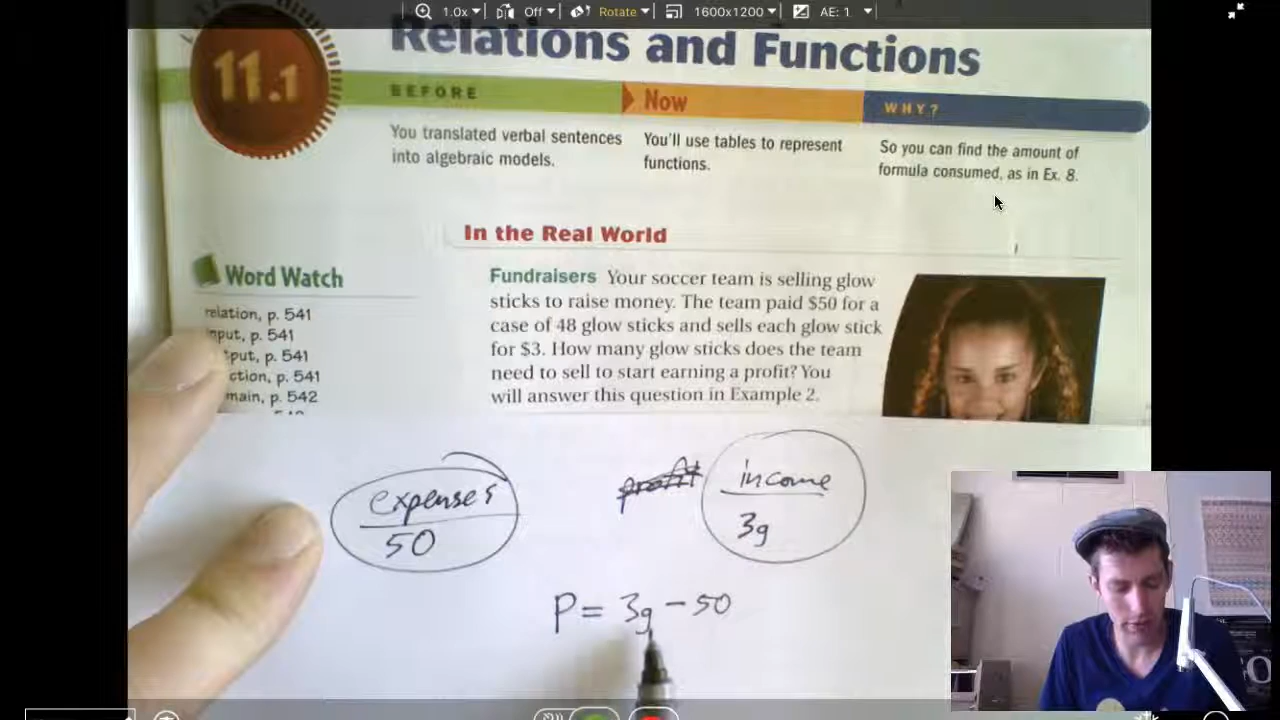 1.0x Off Rotate 1600x1200 AE: 1
11.1 Relations and Functions
BEFORE Now WHY?
You translated verbal sentences
into algebraic models.
You'll use tables to represent
functions.
So you can find the amount of
formula consumed, as in Ex. 8.
In the Real World
Word Watch
relation, p. 541
nput, p. 541
tput, p. 541
ction, p. 541
main, p. 542
Fundraisers Your soccer team is selling glow
sticks to raise money. The team paid $50 for a
case of 48 glow sticks and sells each glow stick
for $3. How many glow sticks does the team
need to sell to start earning a profit? You
will answer this question in Example 2.
expenses
50
profit income
3g
P = 3g - 50